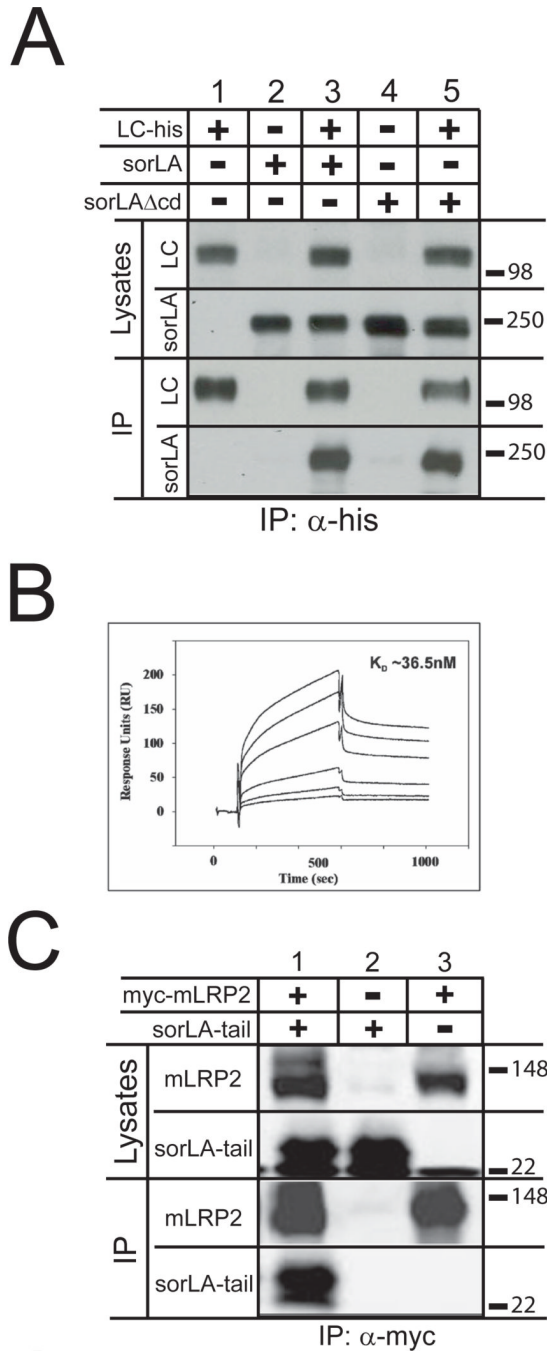 A
1 2 3 4 5
LC-his + - + - +
sorLA - + + - -
sorLAΔcd - - - + +
Lysates
LC
98
sorLA
250
IP
LC
98
sorLA
250
IP: α-his
B
K_D ~36.5nM
Response Units (RU)
200
150
100
50
0
0 500 1000
Time (sec)
C
1 2 3
myc-mLRP2 + - +
sorLA-tail + + -
Lysates
mLRP2
148
sorLA-tail
22
IP
mLRP2
148
sorLA-tail
22
IP: α-myc